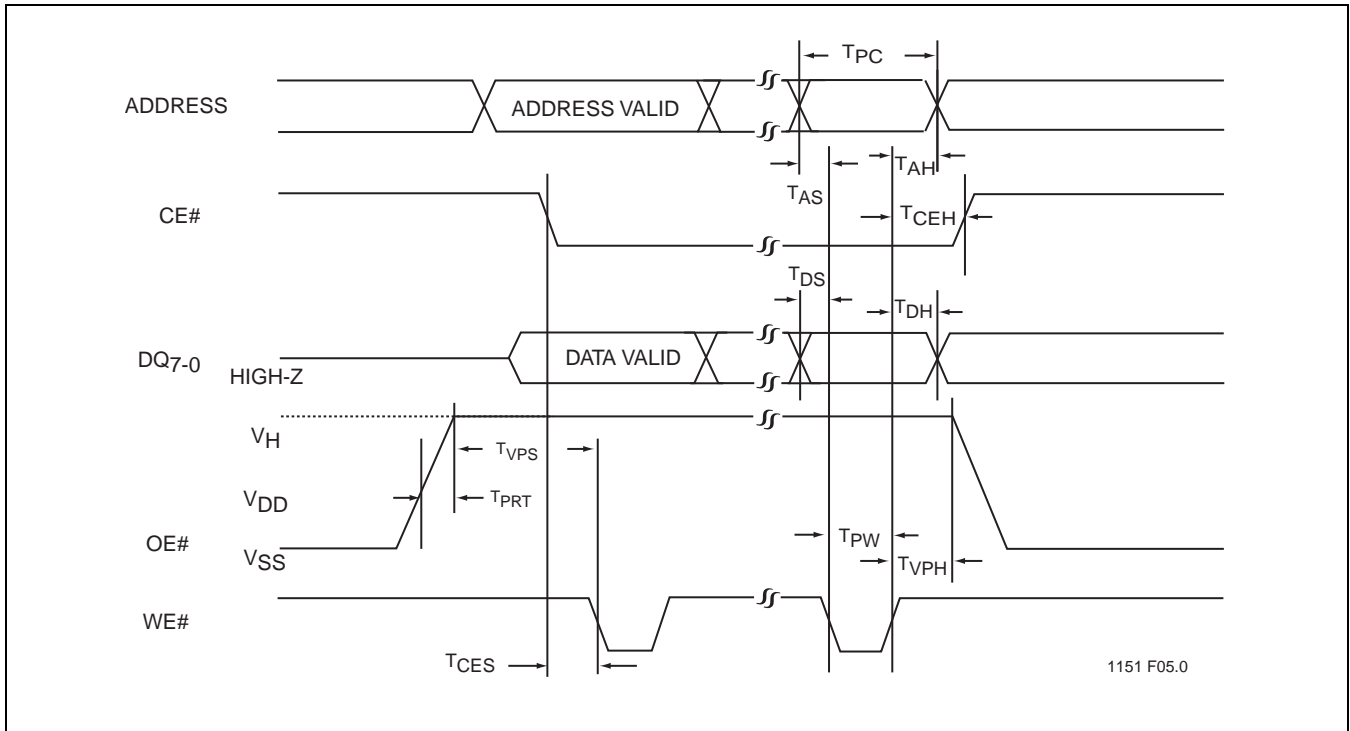 TPC
ADDRESS
ADDRESS VALID
TAH
TAS
CE#
TCEH
TDS
TDH
DQ7-0
HIGH-Z
DATA VALID
VH
TVPS
VDD
TPRT
OE#
VSS
TPW
TVPH
WE#
TCES
1151 F05.0